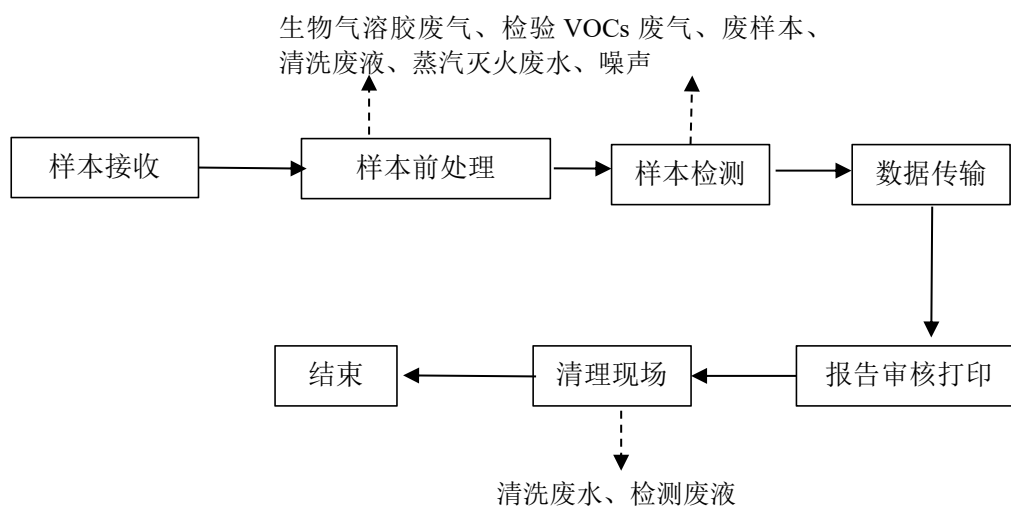 生物气溶胶废气、检验 VOCs 废气、废样本、
清洗废液、蒸汽灭火废水、噪声
样本接收
样本前处理
样本检测
数据传输
结束
清理现场
报告审核打印
清洗废水、检测废液